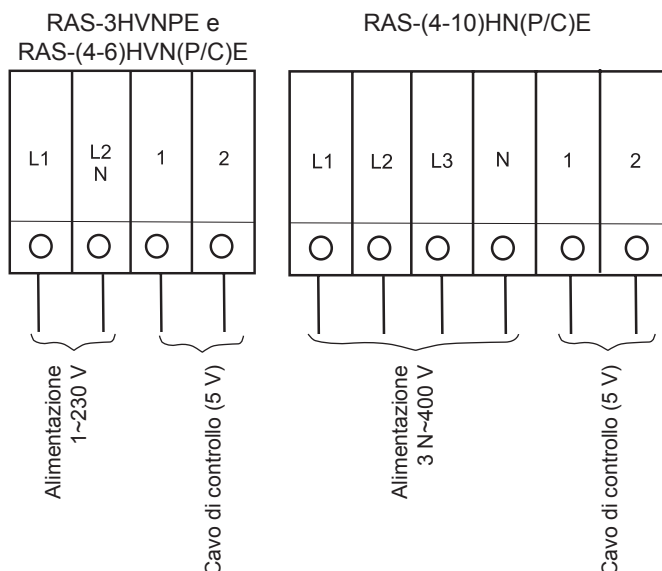 RAS-3HVNPE e
RAS-(4-6)HVN(P/C)E
L1
L2
N
1
2
Alimentazione
1~230 V
Cavo di controllo (5 V)
RAS-(4-10)HN(P/C)E
L1
L2
L3
N
1
2
Alimentazione
3 N~400 V
Cavo di controllo (5 V)